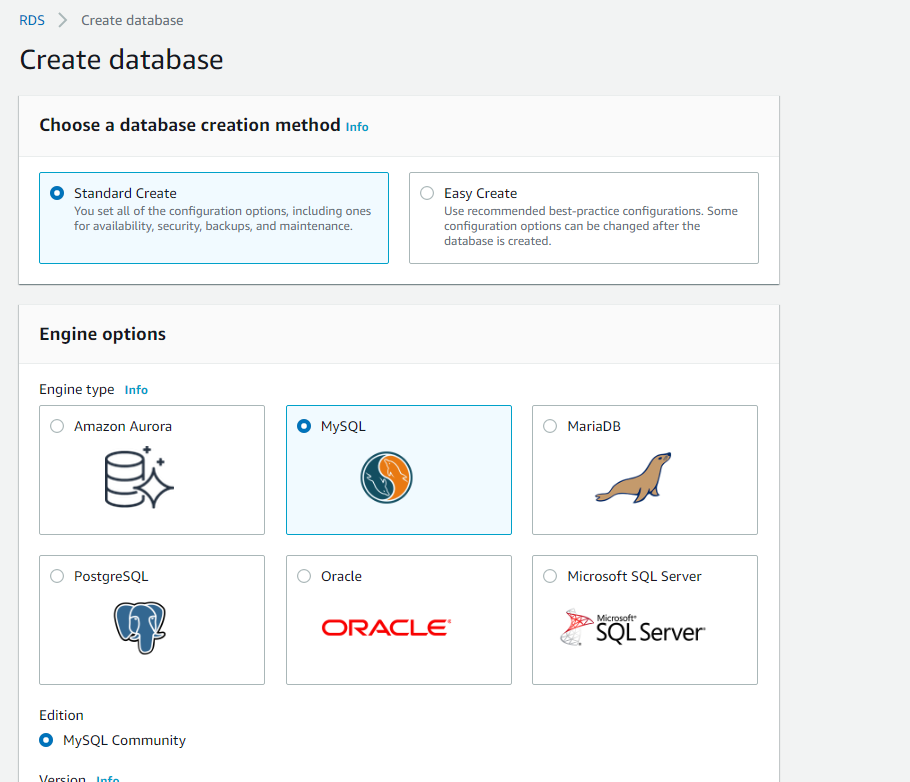 RDS > Create database
Create database
Choose a database creation method Info
Standard Create
You set all of the configuration options, including ones
for availability, security, backups, and maintenance.
Easy Create
Use recommended best-practice configurations. Some
configuration options can be changed after the
database is created.
Engine options
Engine type Info
Amazon Aurora
MySQL
MariaDB
PostgreSQL
Oracle
ORACLE®
Microsoft SQL Server
Microsoft®
SQL Server®
Edition
MySQL Community
Version Info